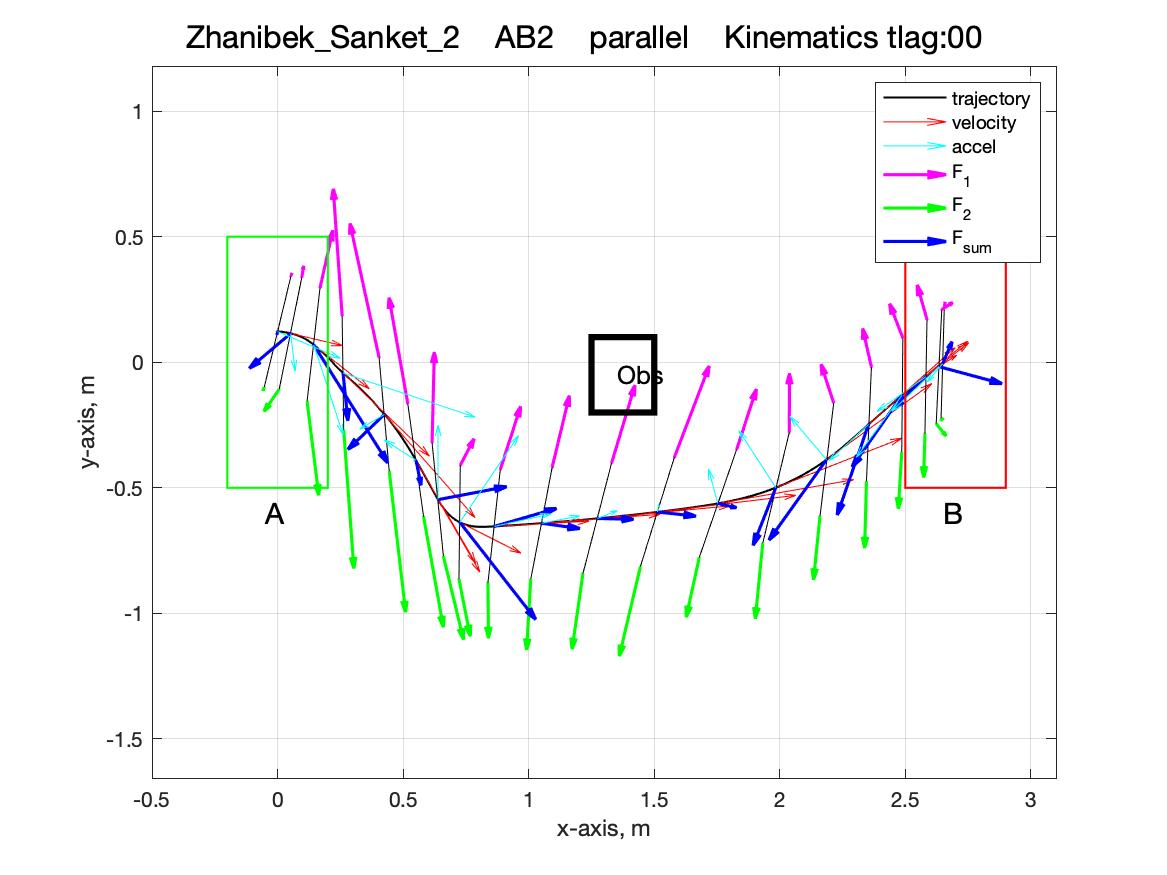 Zhanibek_Sanket_2 AB2 parallel Kinematics tlag:00
trajectory
velocity
accel
F1
F2
Fsum
1
0.5
0
-0.5
-1
-1.5
y-axis, m
Obs
A
B
-0.5 0 0.5 1 1.5 2 2.5 3
x-axis, m